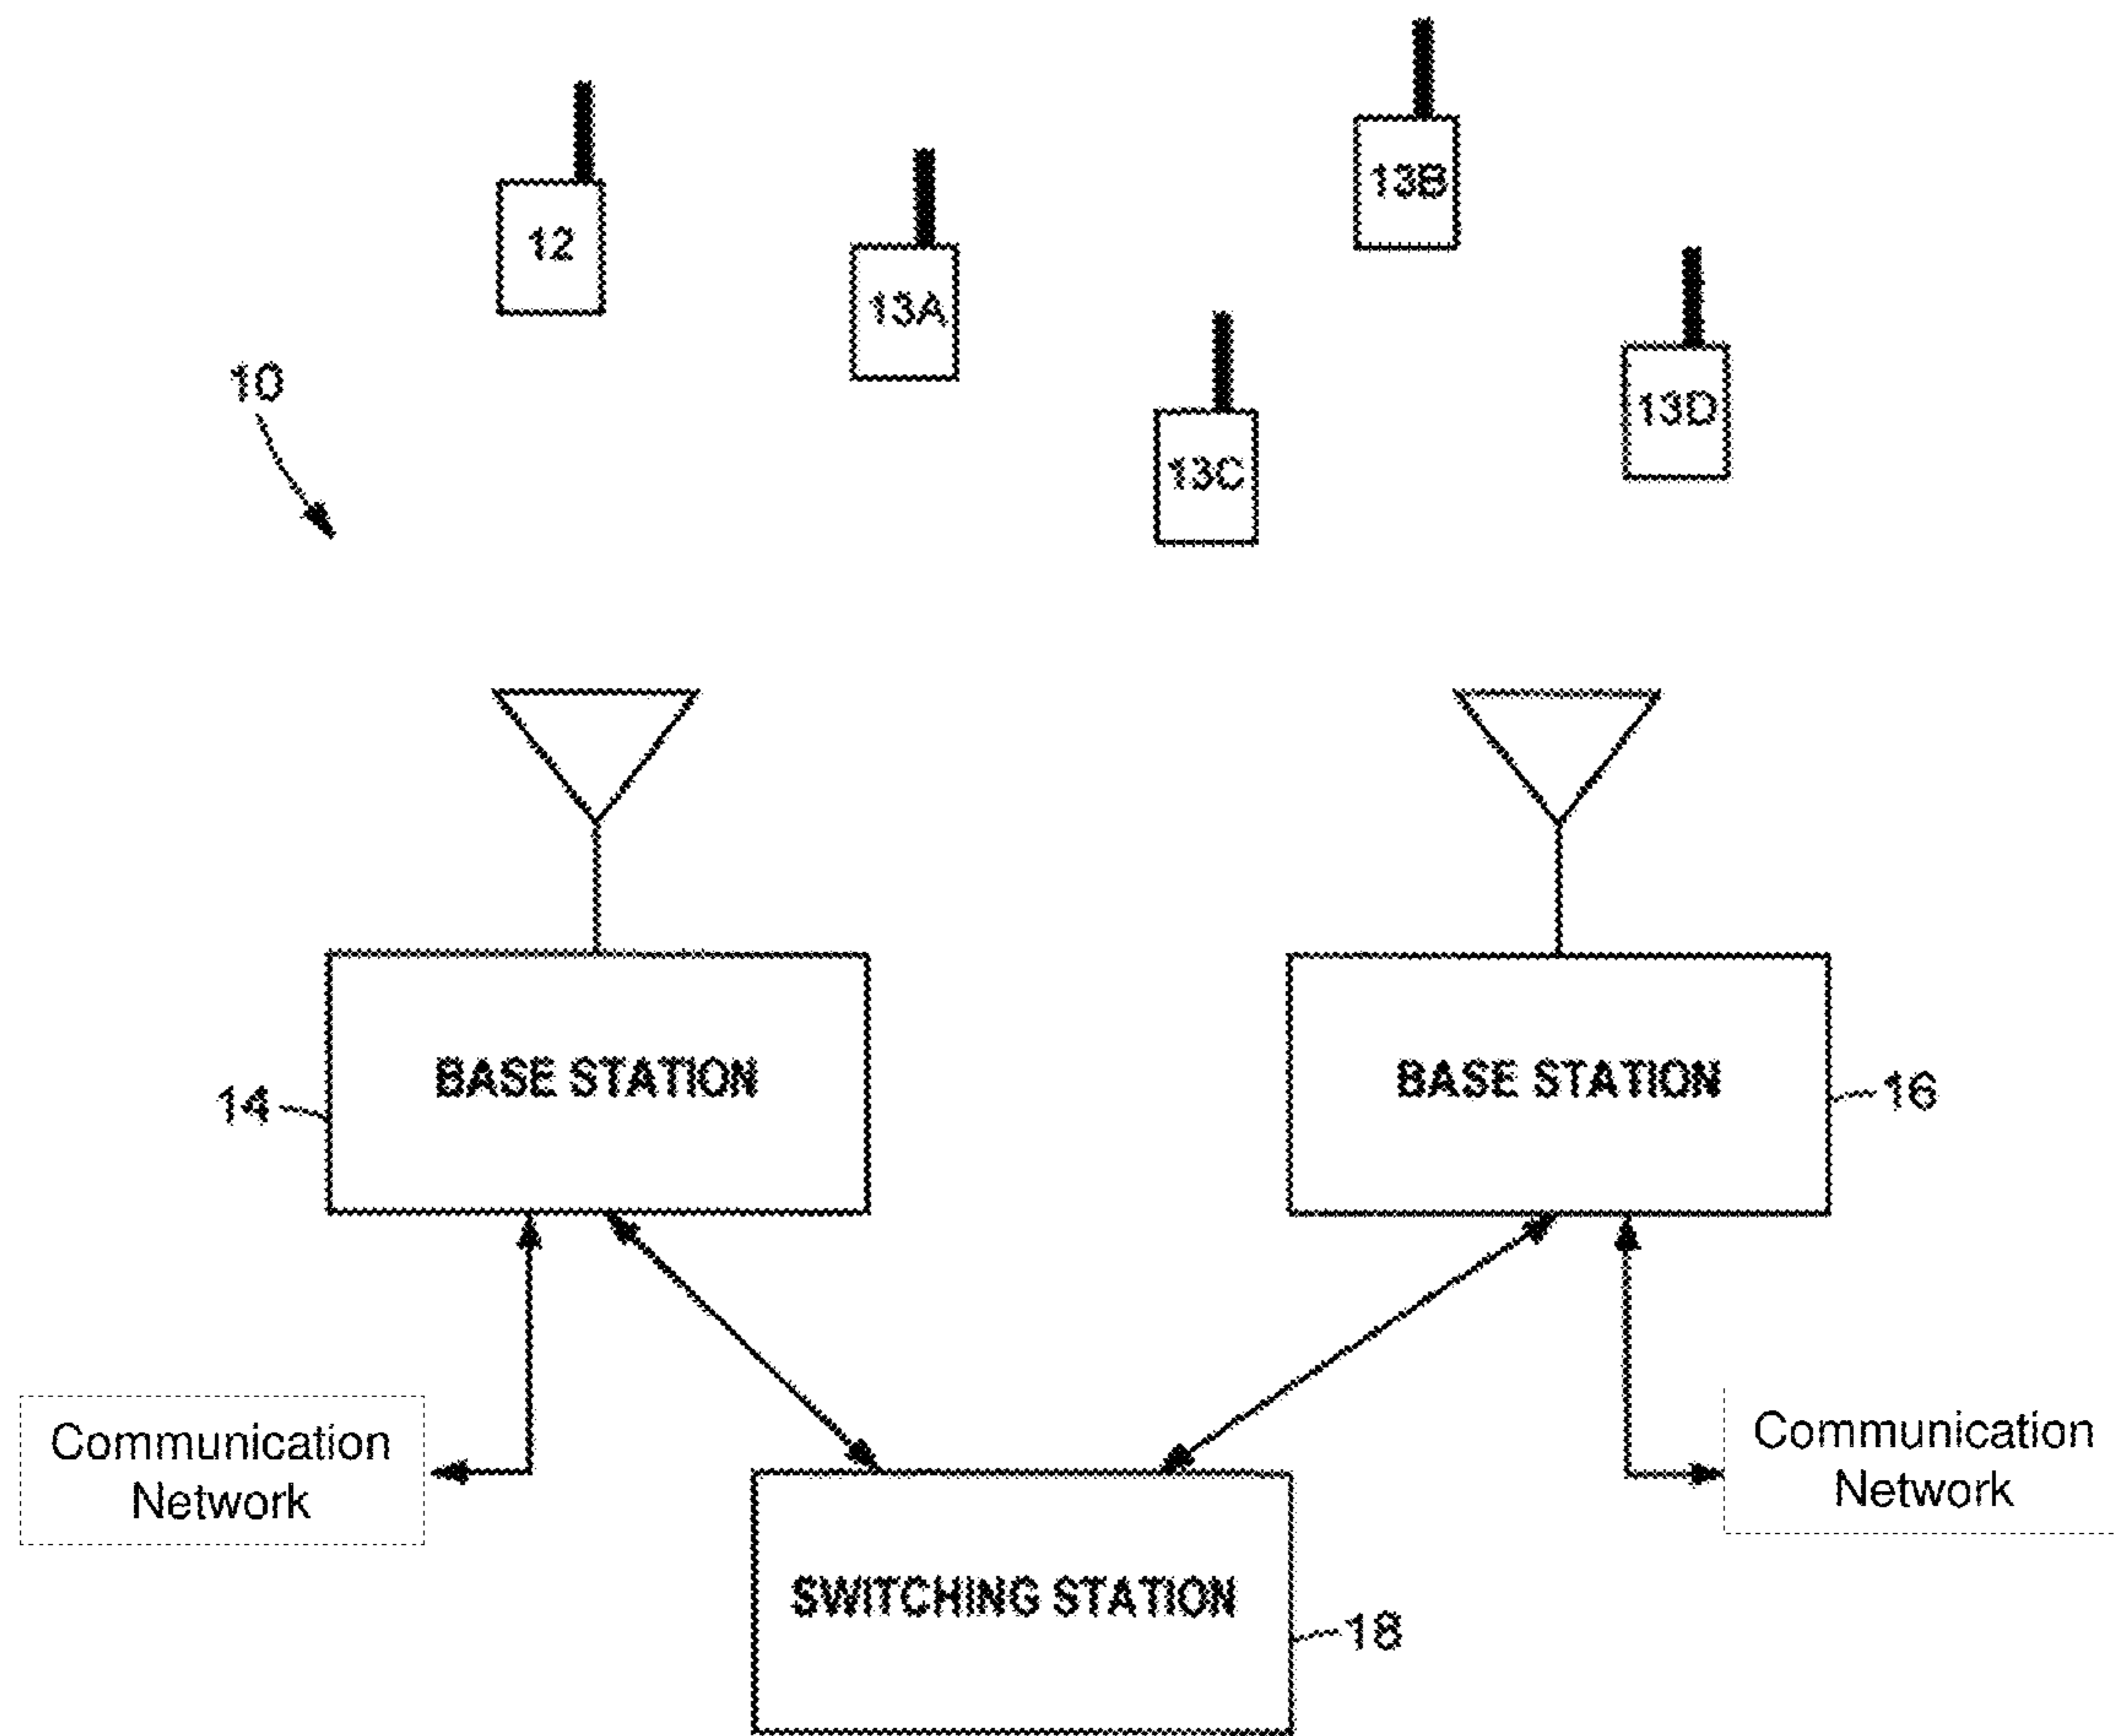 13B
12
13A
10
13D
13C
BASE STATION
BASE STATION
14
16
Communication
Network
Communication
Network
SWITCHING STATION
18